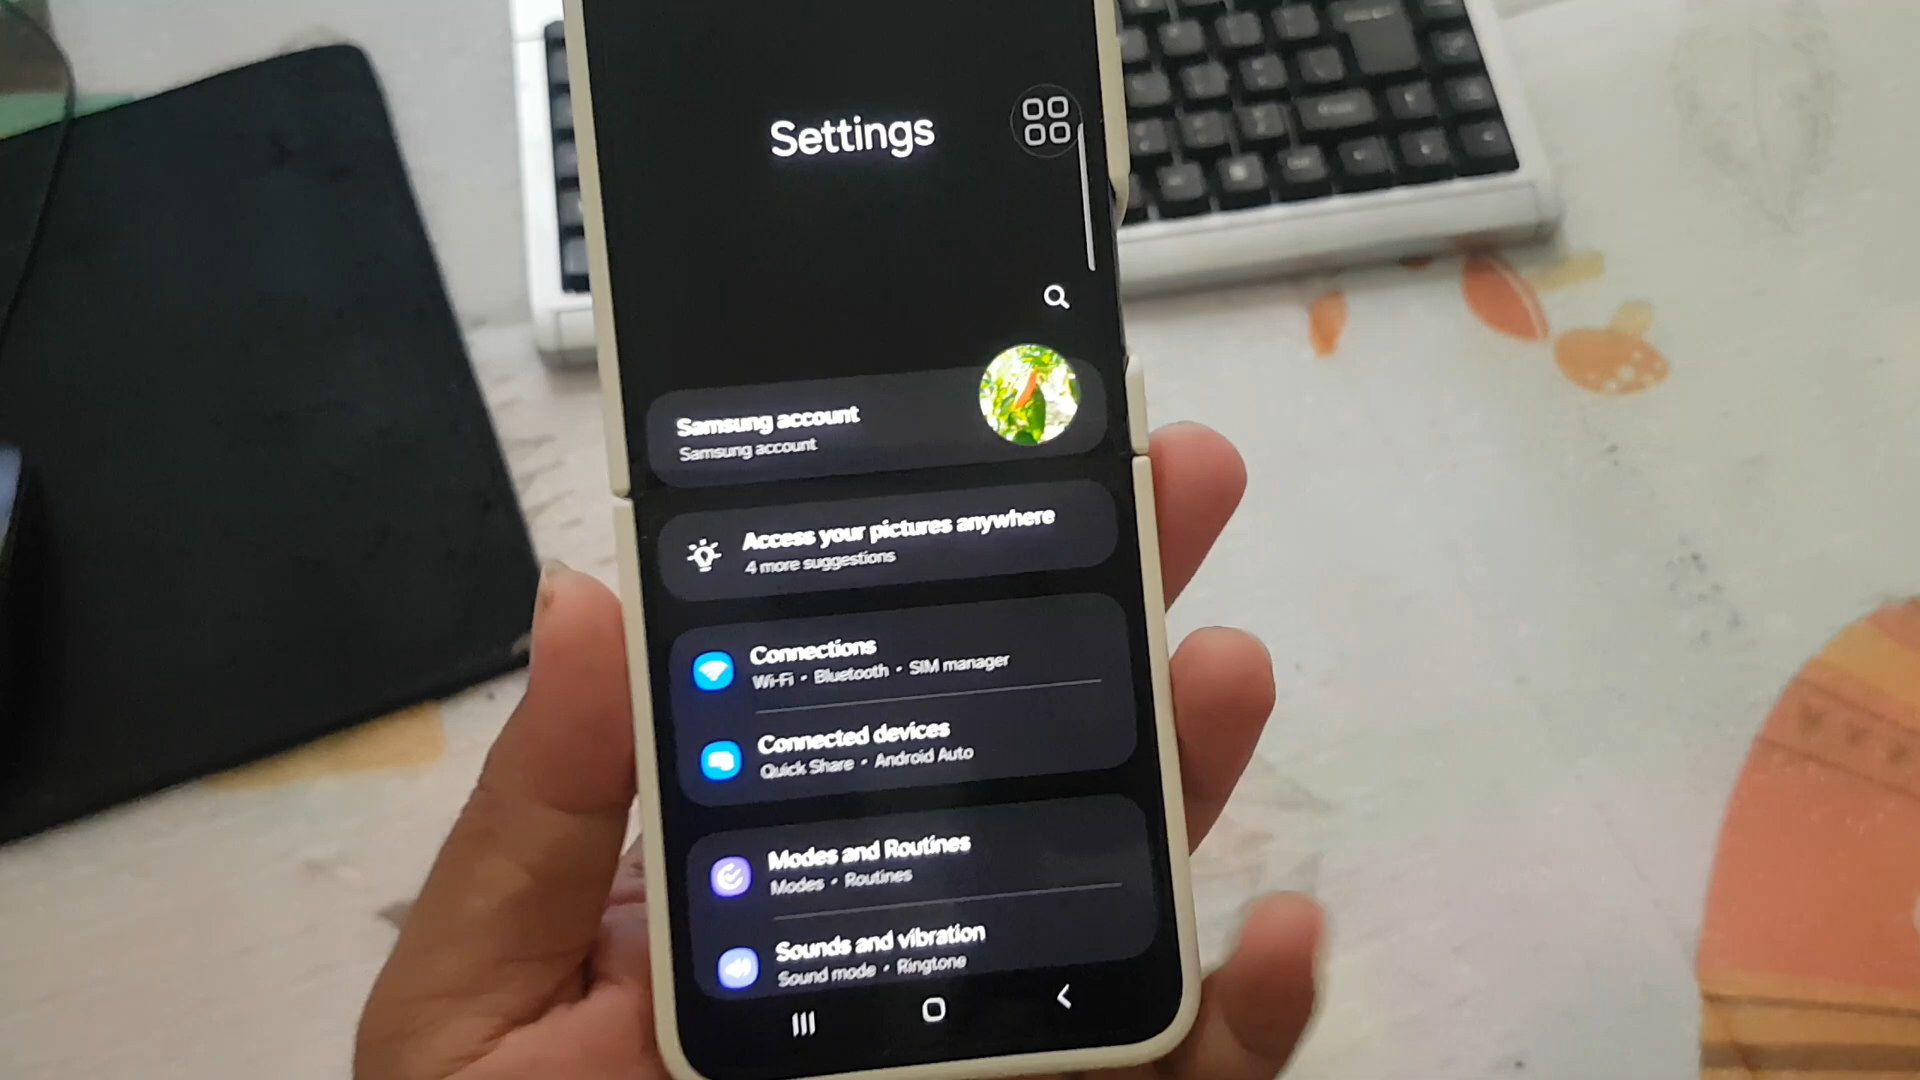 Settings
Samsung account
Samsung account
Access your pictures anywhere
4 more suggestions
Connections
Wi-Fi • Bluetooth • SIM manager
Connected devices
Quick Share • Android Auto
Modes and Routines
Modes • Routines
Sounds and vibration
Sound mode • Ringtone